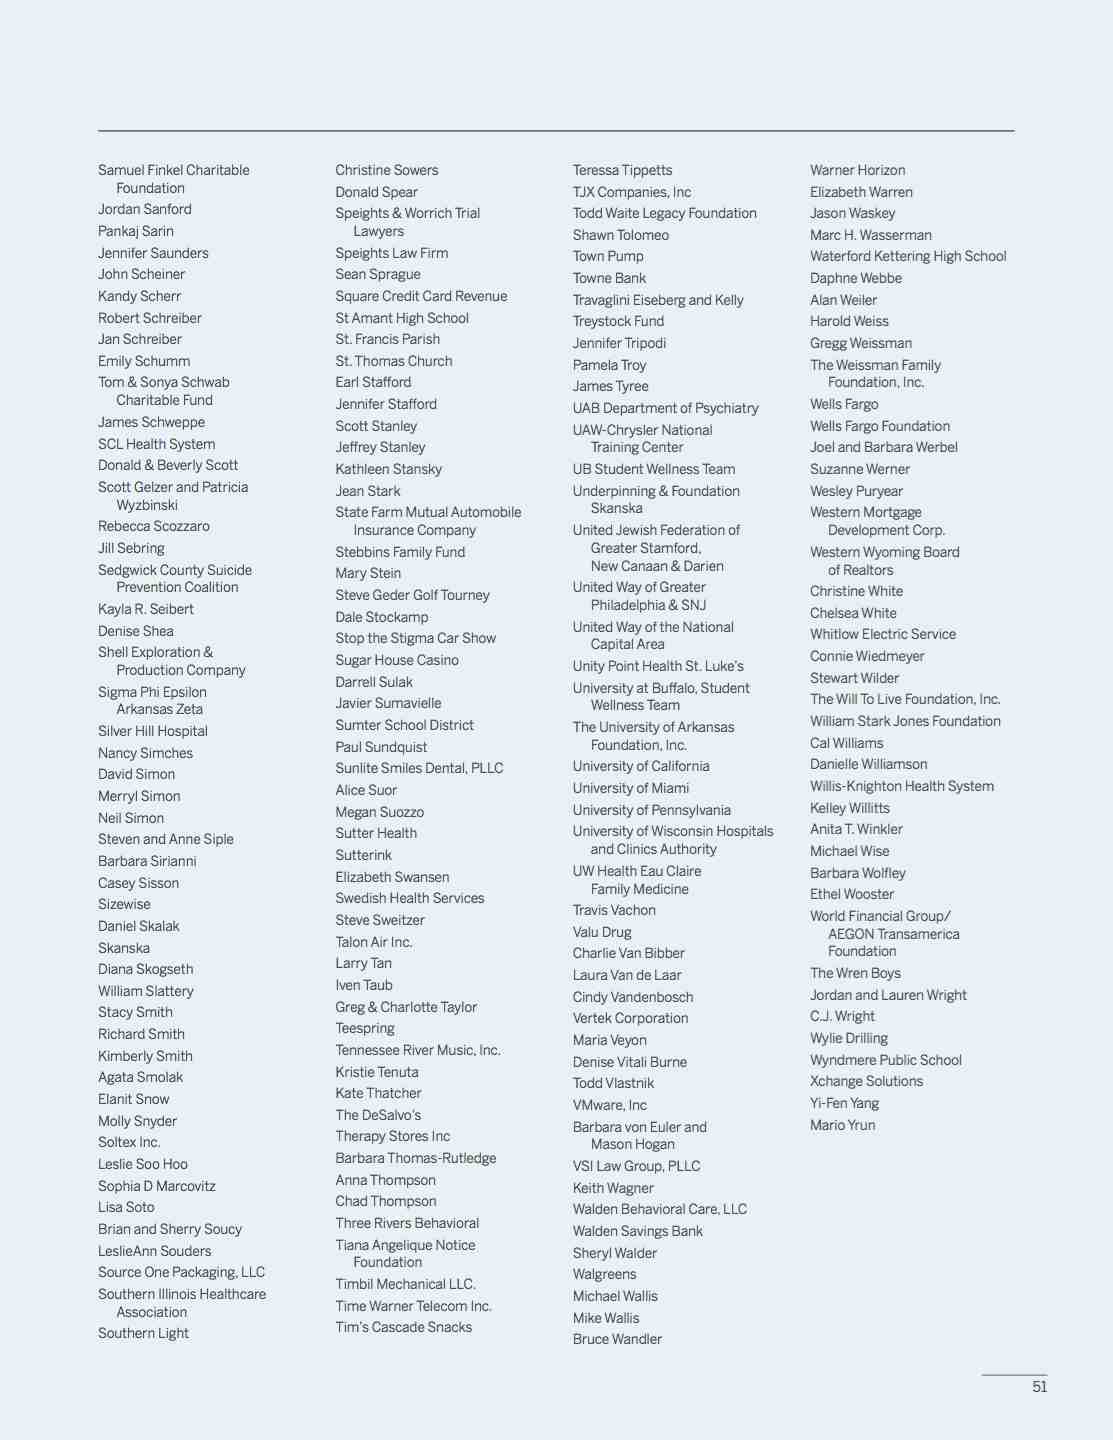 Samuel Finkel Charitable
Foundation
Jordan Sanford
Pankaj Sarin
Jennifer Saunders
John Scheiner
Kandy Scherr
Robert Schreiber
Jan Schreiber
Emily Schumm
Tom & Sonya Schwab
Charitable Fund
James Schweppe
SCL Health System
Donald & Beverly Scott
Scott Gelzer and Patricia
Wyzbinski
Rebecca Scozzaro
Jill Sebring
Sedgwick County Suicide
Prevention Coalition
Kayla R. Seibert
Denise Shea
Shell Exploration &
Production Company
Sigma Phi Epsilon
Arkansas Zeta
Silver Hill Hospital
Nancy Simches
David Simon
Merryl Simon
Neil Simon
Steven and Anne Siple
Barbara Sirianni
Casey Sisson
Sizewise
Daniel Skalak
Skanska
Diana Skogseth
William Slattery
Stacy Smith
Richard Smith
Kimberly Smith
Agata Smolak
Elanit Snow
Molly Snyder
Soltex Inc.
Leslie Soo Hoo
Sophia D Marcovitz
Lisa Soto
Brian and Sherry Soucy
LeslieAnn Souders
Source One Packaging, LLC
Southern Illinois Healthcare
Association
Southern Light
Christine Sowers
Donald Spear
Speights & Worrich Trial
Lawyers
Speights Law Firm
Sean Sprague
Square Credit Card Revenue
St Amant High School
St. Francis Parish
St. Thomas Church
Earl Stafford
Jennifer Stafford
Scott Stanley
Jeffrey Stanley
Kathleen Stansky
Jean Stark
State Farm Mutual Automobile
Insurance Company
Stebbins Family Fund
Mary Stein
Steve Geder Golf Tourney
Dale Stockamp
Stop the Stigma Car Show
Sugar House Casino
Darrell Sulak
Javier Sumavielle
Sumter School District
Paul Sundquist
Sunlite Smiles Dental, PLLC
Alice Suor
Megan Suozzo
Sutter Health
Sutterink
Elizabeth Swansen
Swedish Health Services
Steve Sweitzer
Talon Air Inc.
Larry Tan
Iven Taub
Greg & Charlotte Taylor
Teespring
Tennessee River Music, Inc.
Kristie Tenuta
Kate Thatcher
The DeSalvo's
Therapy Stores Inc
Barbara Thomas-Rutledge
Anna Thompson
Chad Thompson
Three Rivers Behavioral
Tiana Angelique Notice
Foundation
Timbil Mechanical LLC.
Time Warner Telecom Inc.
Tim's Cascade Snacks
Teressa Tippetts
TJX Companies, Inc
Todd Waite Legacy Foundation
Shawn Tolomeo
Town Pump
Towne Bank
Travaglini Eiseberg and Kelly
Treystock Fund
Jennifer Tripodi
Pamela Troy
James Tyree
UAB Department of Psychiatry
UAW-Chrysler National
Training Center
UB Student Wellness Team
Underpinning & Foundation
Skanska
United Jewish Federation of
Greater Stamford,
New Canaan & Darien
United Way of Greater
Philadelphia & SNJ
United Way of the National
Capital Area
Unity Point Health St. Luke's
University at Buffalo, Student
Wellness Team
The University of Arkansas
Foundation, Inc.
University of California
University of Miami
University of Pennsylvania
University of Wisconsin Hospitals
and Clinics Authority
UW Health Eau Claire
Family Medicine
Travis Vachon
Valu Drug
Charlie Van Bibber
Laura Van de Laar
Cindy Vandenbosch
Vertek Corporation
Maria Veyon
Denise Vitali Burne
Todd Vlastnik
VMware, Inc
Barbara von Euler and
Mason Hogan
VSI Law Group, PLLC
Keith Wagner
Walden Behavioral Care, LLC
Walden Savings Bank
Sheryl Walder
Walgreens
Michael Wallis
Mike Wallis
Bruce Wandler
Warner Horizon
Elizabeth Warren
Jason Waskey
Marc H. Wasserman
Waterford Kettering High School
Daphne Webbe
Alan Weiler
Harold Weiss
Gregg Weissman
The Weissman Family
Foundation, Inc.
Wells Fargo
Wells Fargo Foundation
Joel and Barbara Werbel
Suzanne Werner
Wesley Puryear
Western Mortgage
Development Corp.
Western Wyoming Board
of Realtors
Christine White
Chelsea White
Whitlow Electric Service
Connie Wiedmeyer
Stewart Wilder
The Will To Live Foundation, Inc.
William Stark Jones Foundation
Cal Williams
Danielle Williamson
Willis-Knighton Health System
Kelley Willitts
Anita T. Winkler
Michael Wise
Barbara Wolfley
Ethel Wooster
World Financial Group/
AEGON Transamerica
Foundation
The Wren Boys
Jordan and Lauren Wright
C.J. Wright
Wylie Drilling
Wyndmere Public School
Xchange Solutions
Yi-Fen Yang
Mario Yrun
51